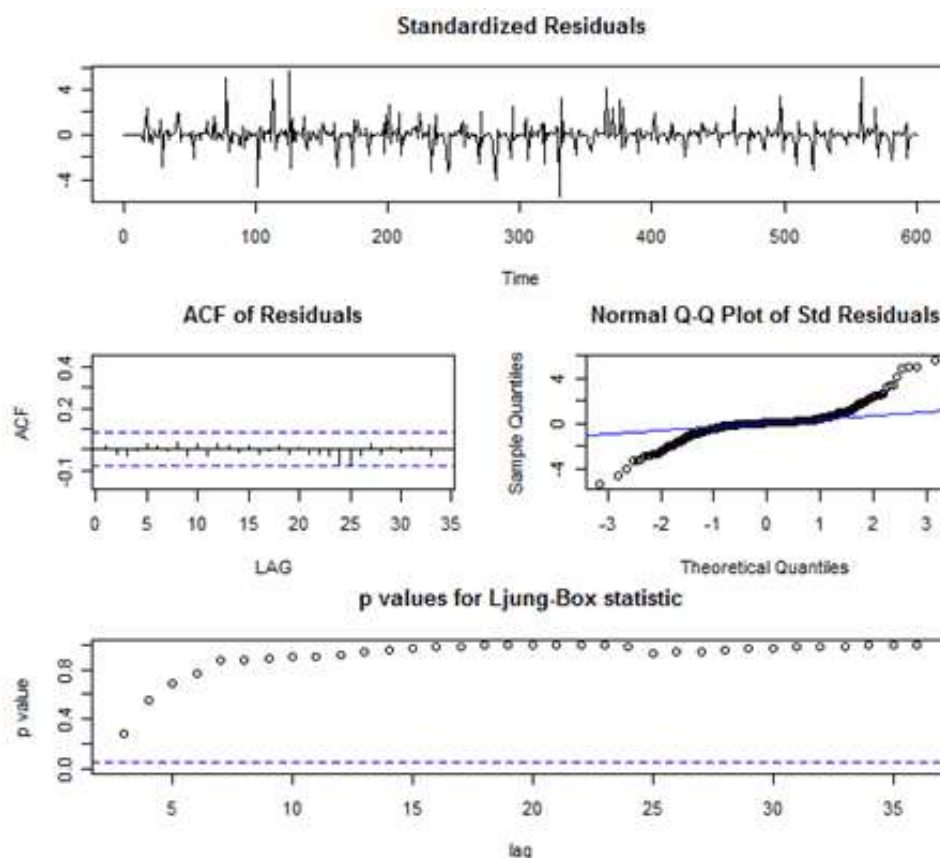 Standardized Residuals
4
0
-4
0 100 200 300 400 500 600
Time
ACF of Residuals
ACF
0.4
0.2
-0.1
0 5 10 15 20 25 30 35
LAG
Normal Q-Q Plot of Std Residuals
Sample Quantiles
4
0
-4
-3 -2 -1 0 1 2 3
Theoretical Quantiles
p values for Ljung-Box statistic
p value
0.8
0.4
0.0
5 10 15 20 25 30 35
lag